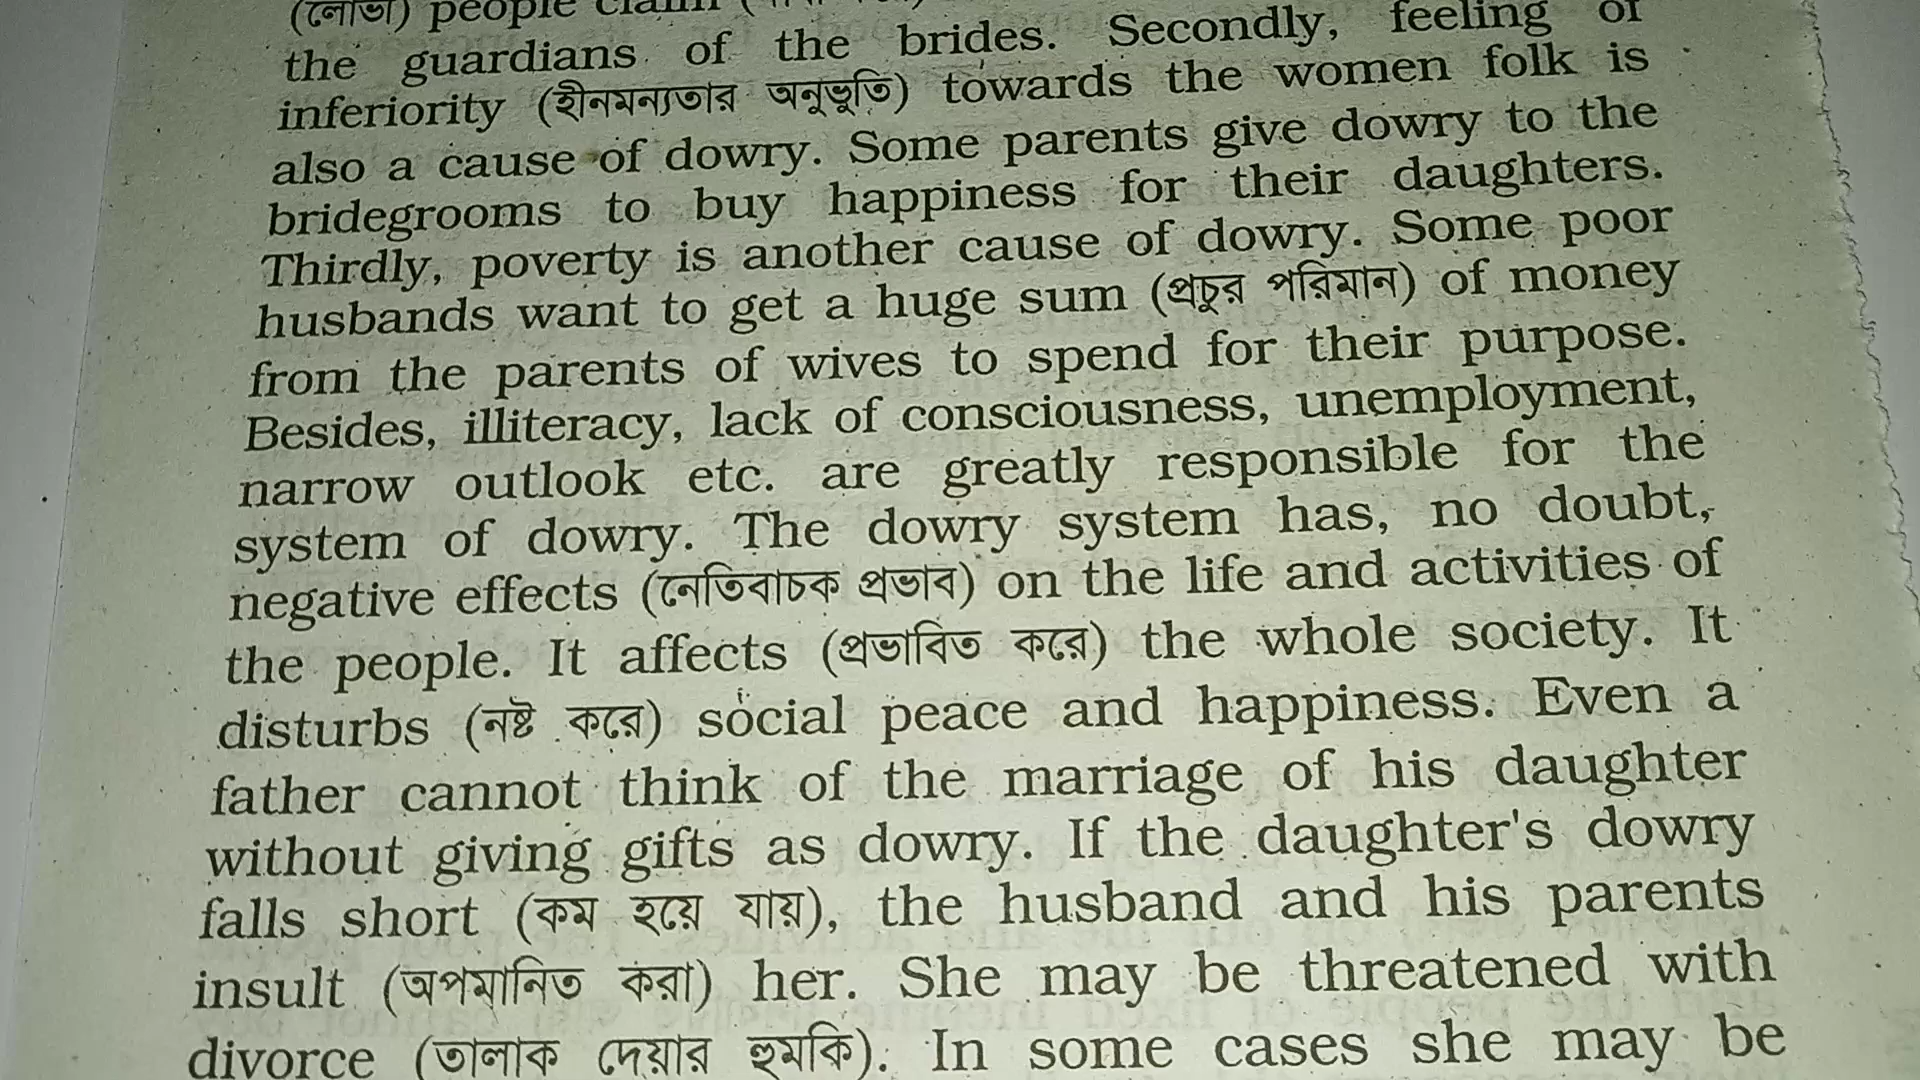 (লোভী) people claim
the guardians of the brides. Secondly, feeling of
inferiority (হীনমন্যতার অনুভূতি) towards the women folk is
also a cause of dowry. Some parents give dowry to the
bridegrooms to buy happiness for their daughters.
Thirdly, poverty is another cause of dowry. Some poor
husbands want to get a huge sum (প্রচুর পরিমান) of money
from the parents of wives to spend for their purpose.
Besides, illiteracy, lack of consciousness, unemployment,
narrow outlook etc. are greatly responsible for the
system of dowry. The dowry system has, no doubt,
negative effects (নেতিবাচক প্রভাব) on the life and activities of
the people. It affects (প্রভাবিত করে) the whole society. It
disturbs (নষ্ট করে) social peace and happiness. Even a
father cannot think of the marriage of his daughter
without giving gifts as dowry. If the daughter's dowry
falls short (কম হয়ে যায়), the husband and his parents
insult (অপমানিত করা) her. She may be threatened with
divorce (তালাক দেয়ার হুমকি). In some cases she may be